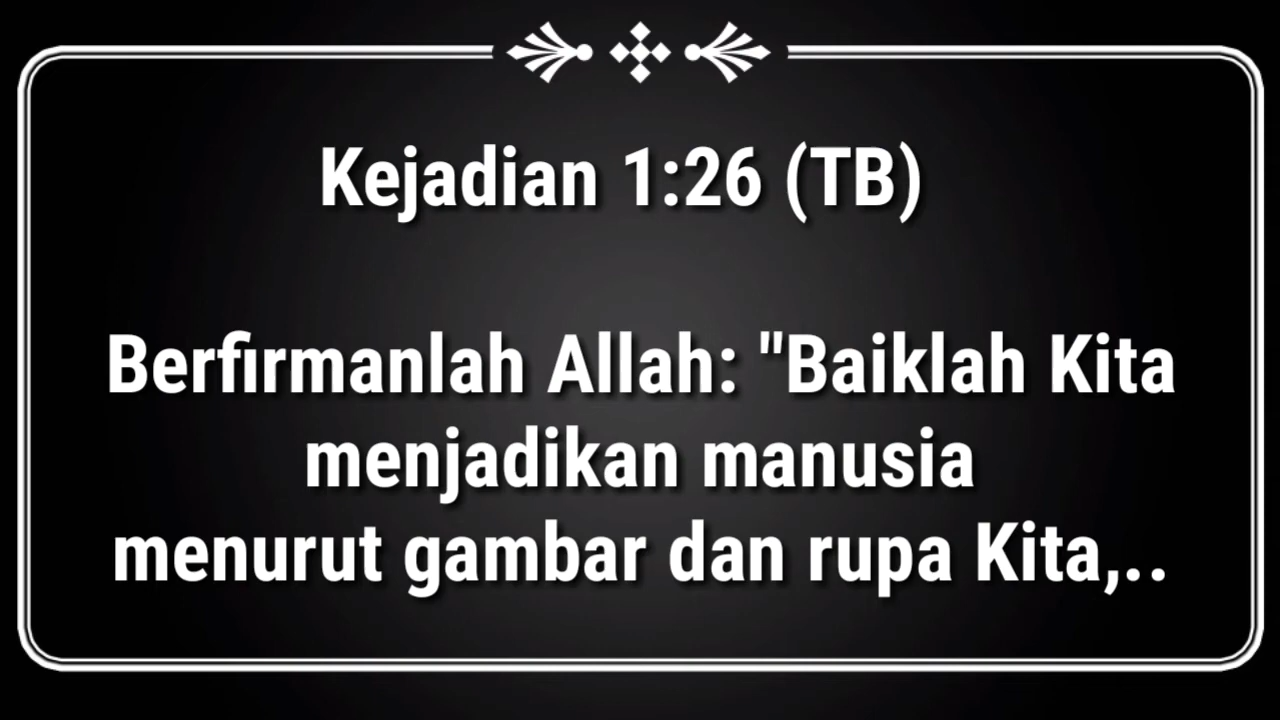 Kejadian 1:26 (TB)
Berfirmanlah Allah: "Baiklah Kita
menjadikan manusia
menurut gambar dan rupa Kita,..